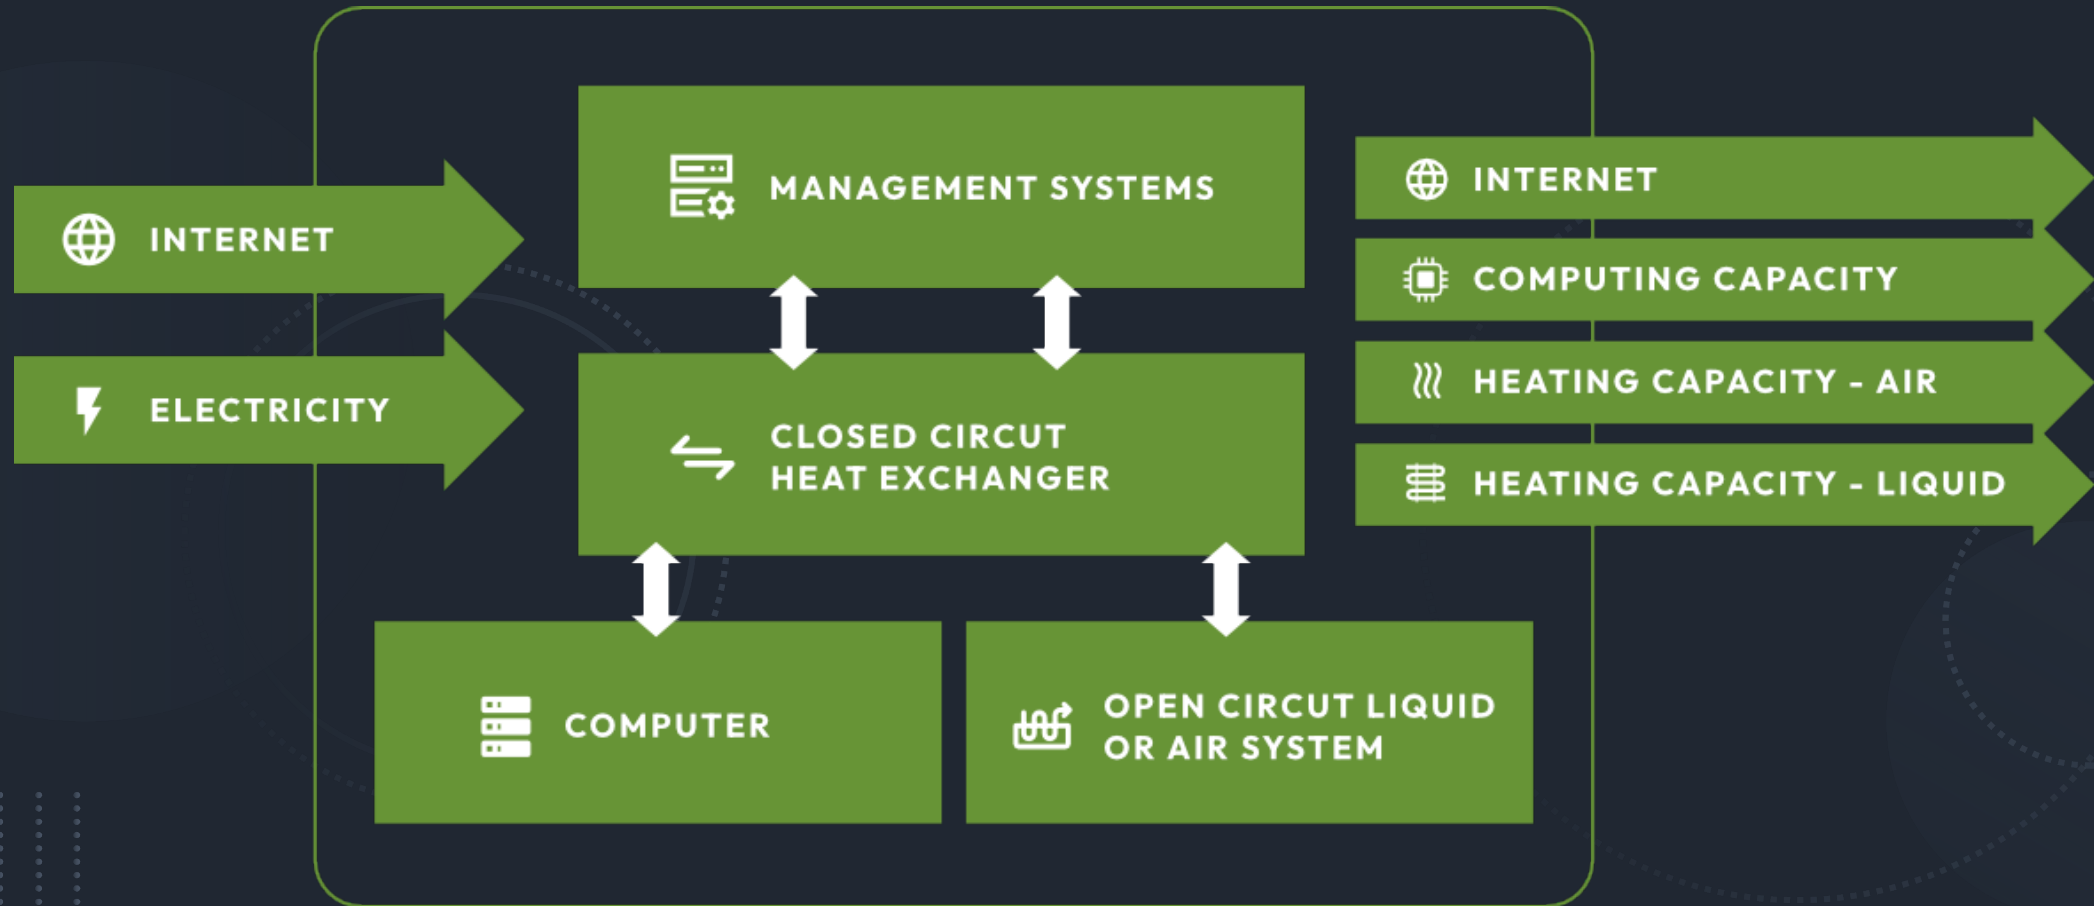 INTERNET
ELECTRICITY
MANAGEMENT SYSTEMS
CLOSED CIRCUT
HEAT EXCHANGER
COMPUTER
OPEN CIRCUT LIQUID
OR AIR SYSTEM
INTERNET
COMPUTING CAPACITY
HEATING CAPACITY - AIR
HEATING CAPACITY - LIQUID